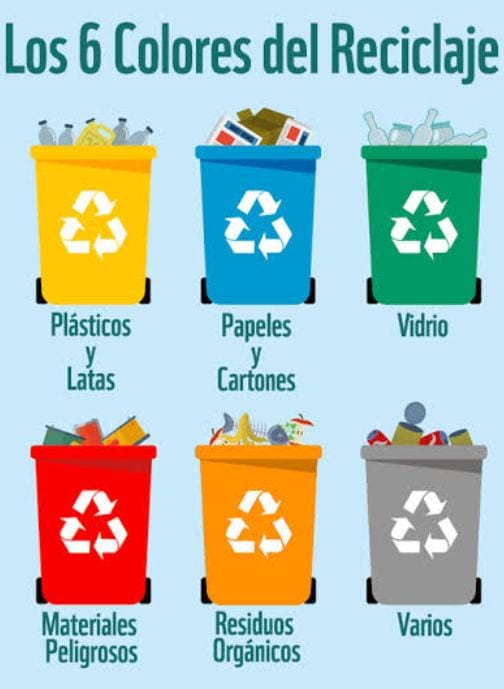 Los 6 Colores del Reciclaje
Plásticos
y
Latas
Papeles
y
Cartones
Vidrio
Materiales
Peligrosos
Residuos
Orgánicos
Varios